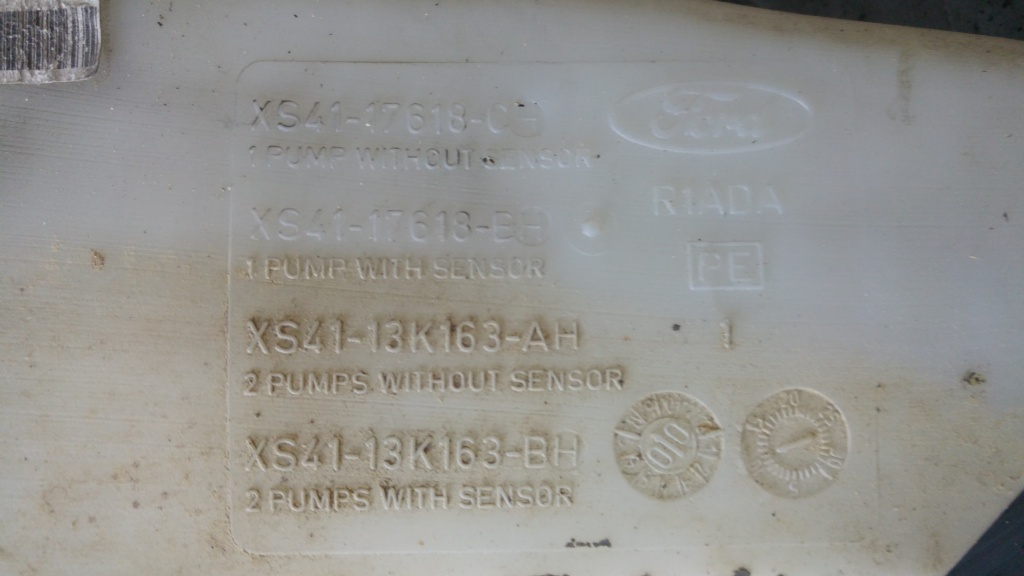 XS41-17618-CH
1 PUMP WITHOUT SENSOR
XS41-17618-BH
1 PUMP WITH SENSOR
XS41-13K163-AH
2 PUMPS WITHOUT SENSOR
XS41-13K163-BH
2 PUMPS WITH SENSOR
Ford
R1ADA
PE
1